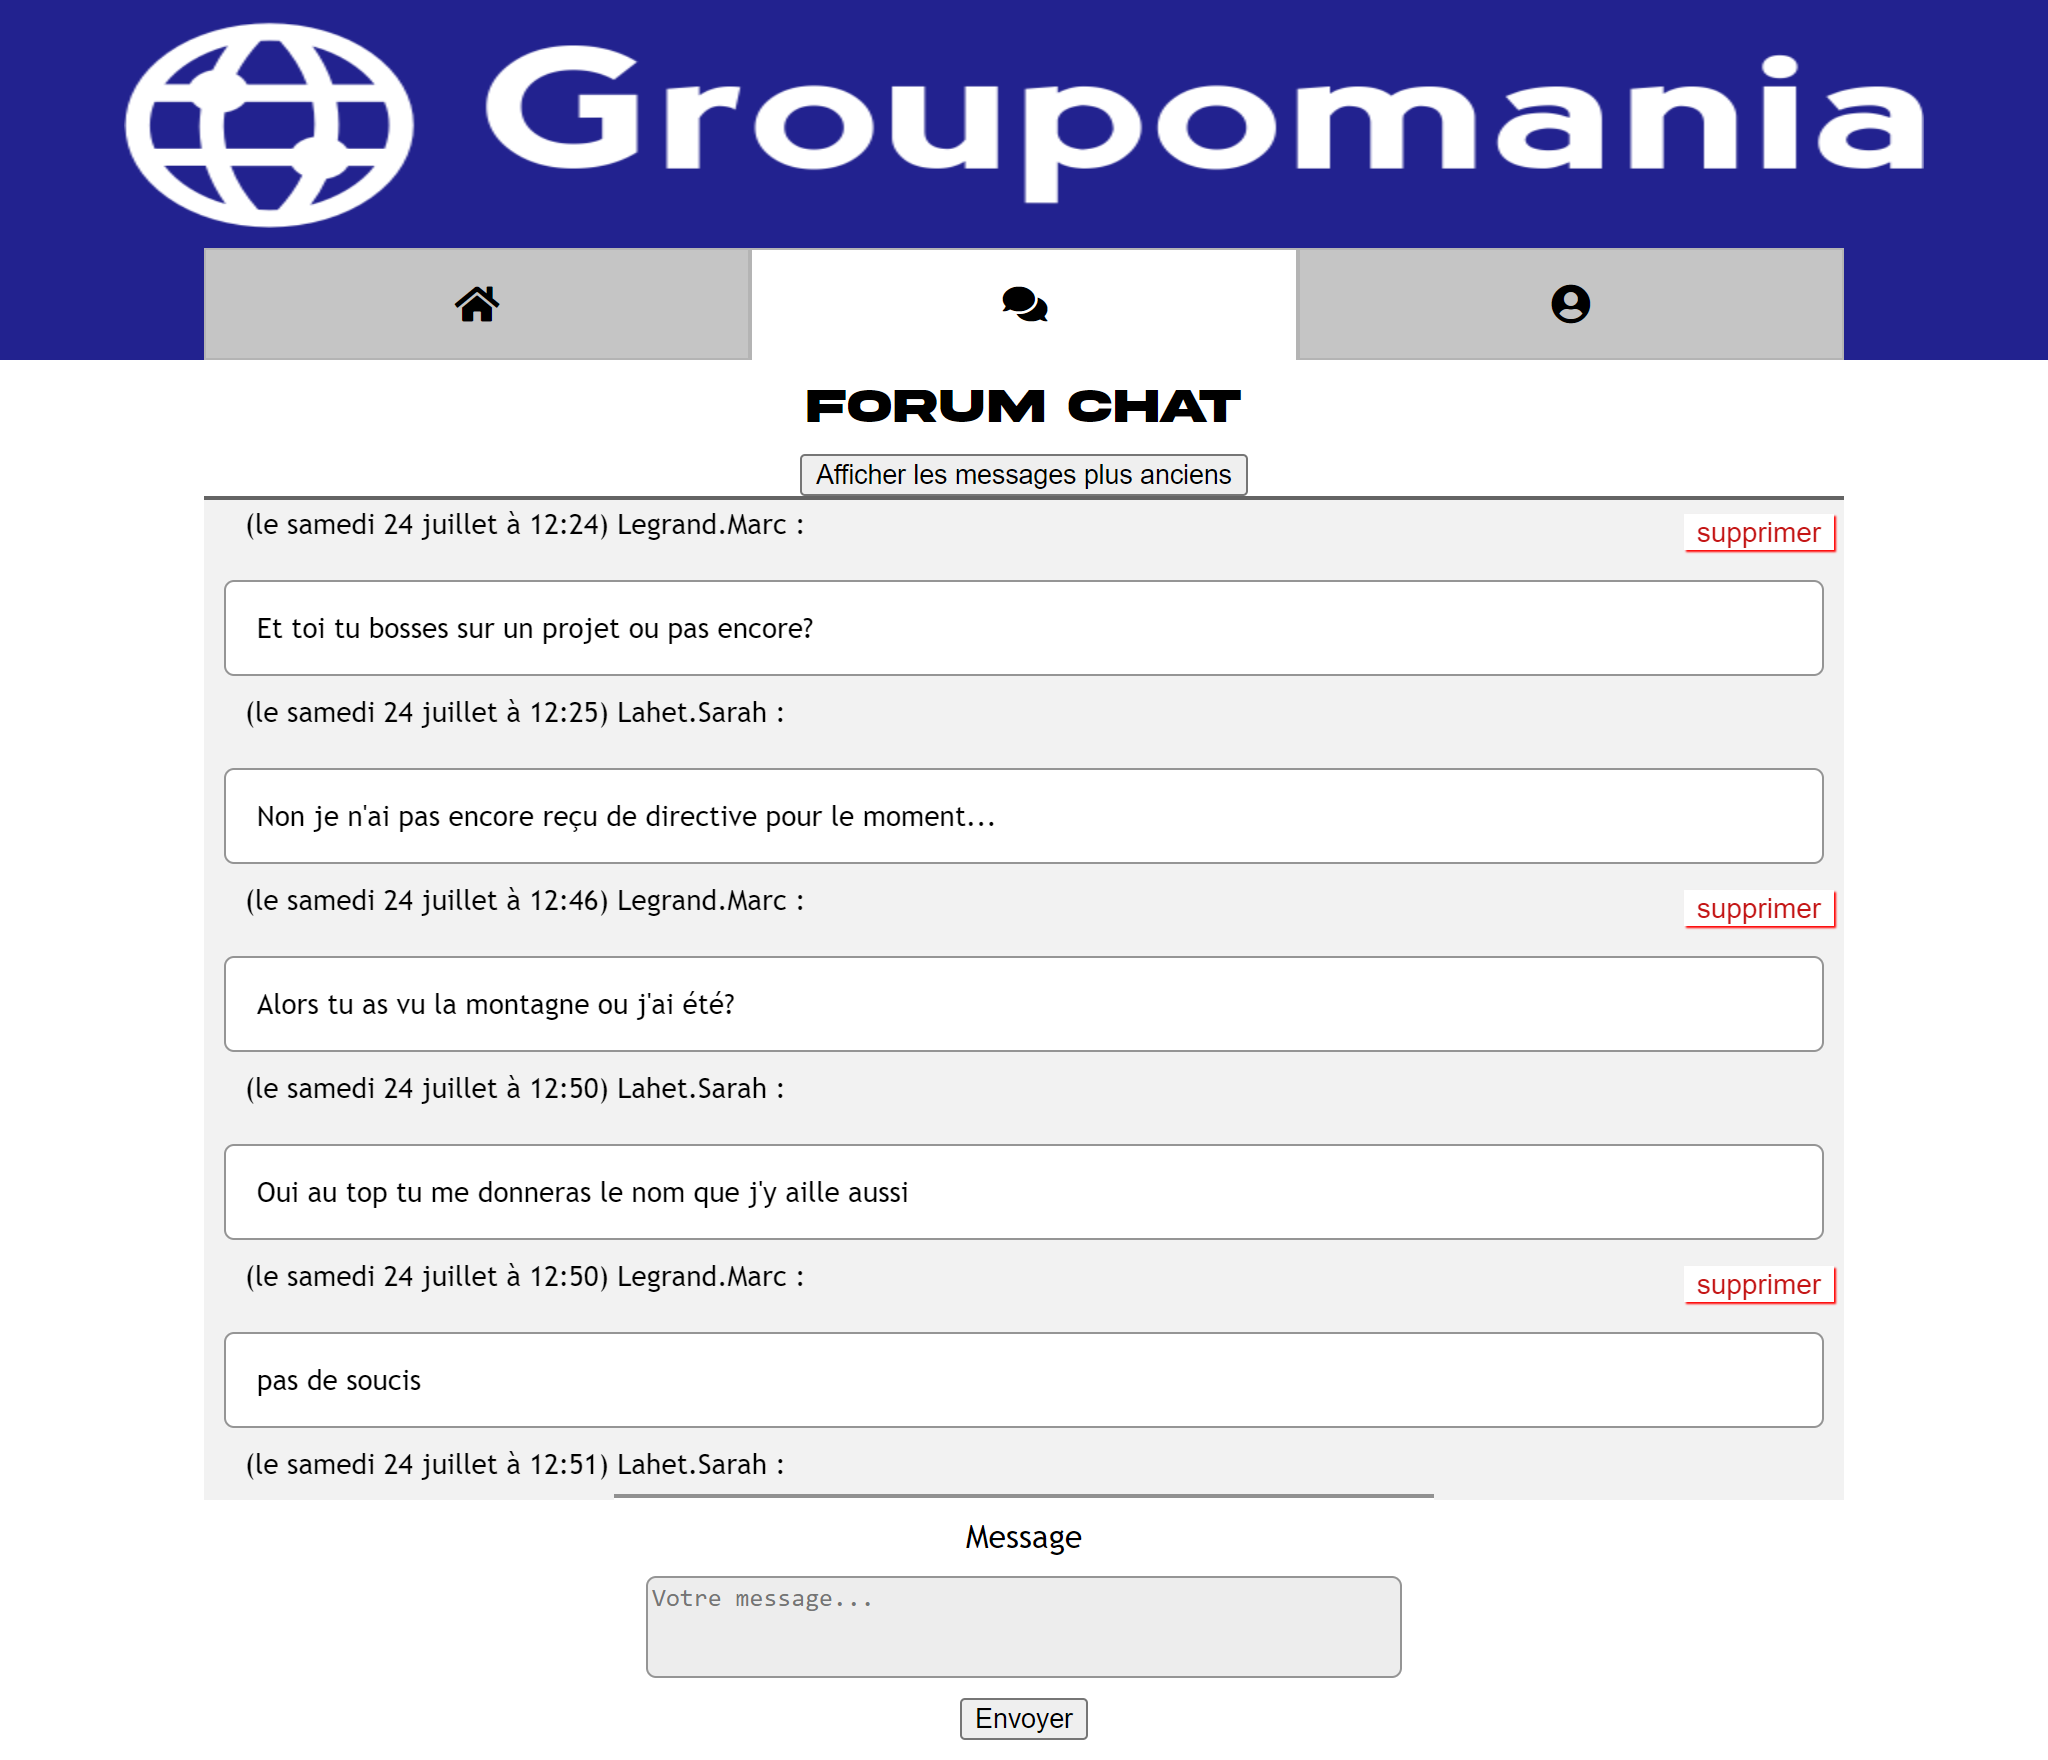 Groupomania
FORUM CHAT
Afficher les messages plus anciens
(le samedi 24 juillet à 12:24) Legrand.Marc :
supprimer
Et toi tu bosses sur un projet ou pas encore?
(le samedi 24 juillet à 12:25) Lahet.Sarah :
Non je n'ai pas encore reçu de directive pour le moment...
(le samedi 24 juillet à 12:46) Legrand.Marc :
supprimer
Alors tu as vu la montagne ou j'ai été?
(le samedi 24 juillet à 12:50) Lahet.Sarah :
Oui au top tu me donneras le nom que j'y aille aussi
(le samedi 24 juillet à 12:50) Legrand.Marc :
supprimer
pas de soucis
(le samedi 24 juillet à 12:51) Lahet.Sarah :
Message
Votre message...
Envoyer